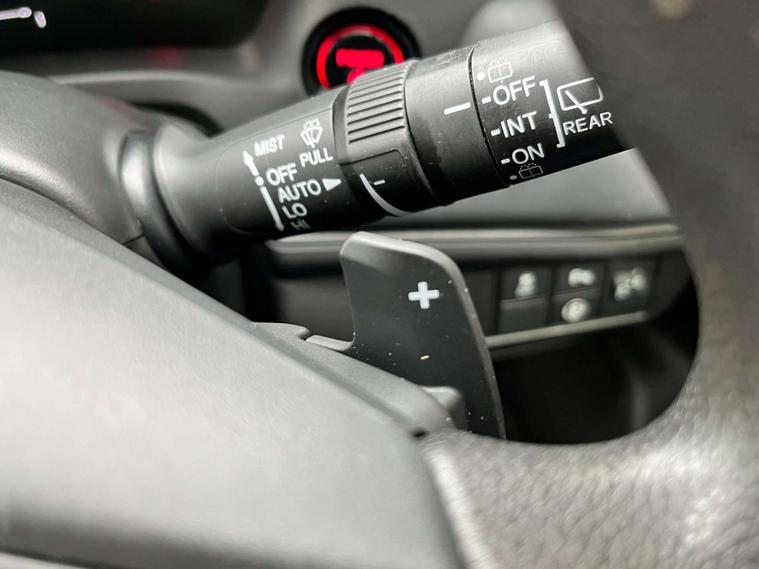 MIST
OFF
AUTO
LO
HI
PULL
-OFF
-INT
-ON
REAR
+